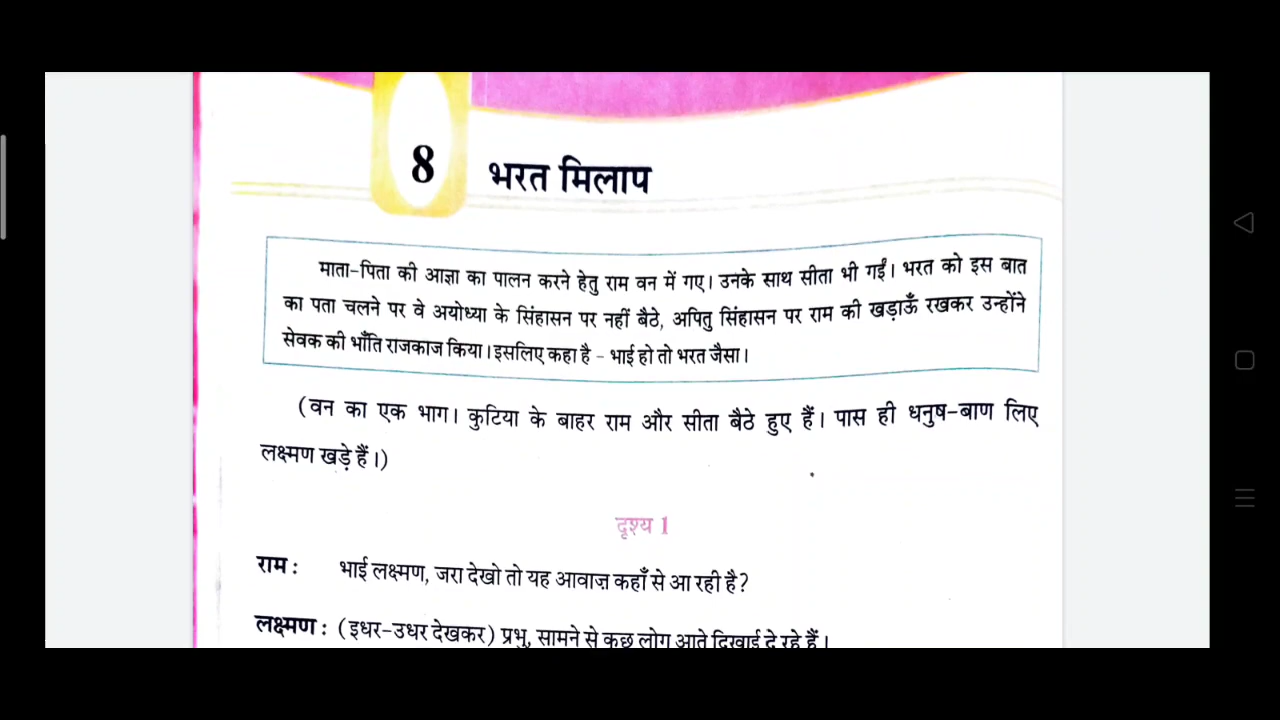 8 भरत मिलाप
माता-पिता की आज्ञा का पालन करने हेतु राम वन में गए। उनके साथ सीता भी गईं। भरत को इस बात
का पता चलने पर वे अयोध्या के सिंहासन पर नहीं बैठे, अपितु सिंहासन पर राम की खड़ाऊँ रखकर उन्होंने
सेवक की भाँति राजकाज किया। इसलिए कहा है - भाई हो तो भरत जैसा।
(वन का एक भाग। कुटिया के बाहर राम और सीता बैठे हुए हैं। पास ही धनुष-बाण लिए
लक्ष्मण खड़े हैं।)
दृश्य 1
राम : भाई लक्ष्मण, जरा देखो तो यह आवाज़ कहाँ से आ रही है?
लक्ष्मण : (इधर-उधर देखकर) प्रभु, सामने से कुछ लोग आते दिखाई दे रहे हैं।